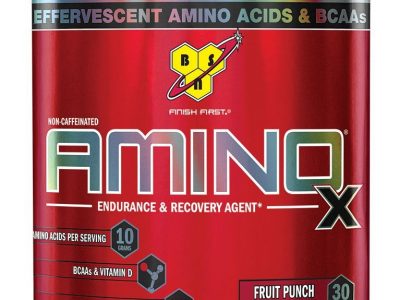 EFFERVESCENT AMINO ACIDS & BCAAs
BSN
FINISH FIRST.®
NON-CAFFEINATED
AMINO X®
ENDURANCE & RECOVERY AGENT*
AMINO ACIDS PER SERVING 10 GRAMS
BCAAs & VITAMIN D
FRUIT PUNCH 30